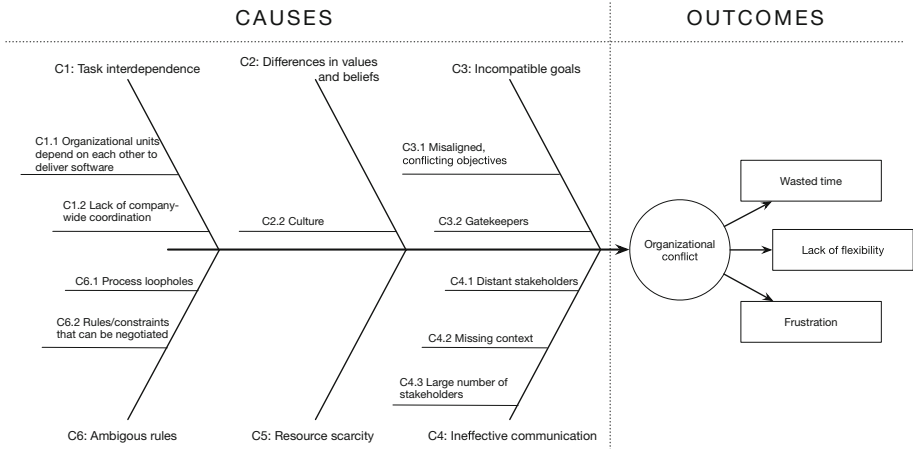 CAUSES
OUTCOMES
C1: Task interdependence
C2: Differences in values
and beliefs
C3: Incompatible goals
C1.1 Organizational units
depend on each other to
deliver software
C3.1 Misaligned,
conflicting objectives
C1.2 Lack of company-
wide coordination
C2.2 Culture
C3.2 Gatekeepers
Organizational
conflict
Wasted time
Lack of flexibility
Frustration
C6.1 Process loopholes
C4.1 Distant stakeholders
C6.2 Rules/constraints
that can be negotiated
C4.2 Missing context
C4.3 Large number of
stakeholders
C6: Ambigous rules
C5: Resource scarcity
C4: Ineffective communication